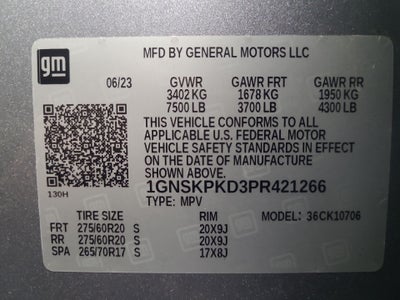 gm
MFD BY GENERAL MOTORS LLC
06/23 GVWR GAWR FRT GAWR RR
3402 KG 1678 KG 1950 KG
7500 LB 3700 LB 4300 LB
THIS VEHICLE CONFORMS TO ALL
APPLICABLE U.S. FEDERAL MOTOR
VEHICLE SAFETY STANDARDS IN EFFECT
ON THE DATE OF MANUFACTURE
SHOWN ABOVE.
130H
1GNSKPKD3PR421266
TYPE: MPV
TIRE SIZE RIM MODEL: 36CK10706
FRT 275/60R20 S 20X9J
RR 275/60R20 S 20X9J
SPA 265/70R17 S 17X8J